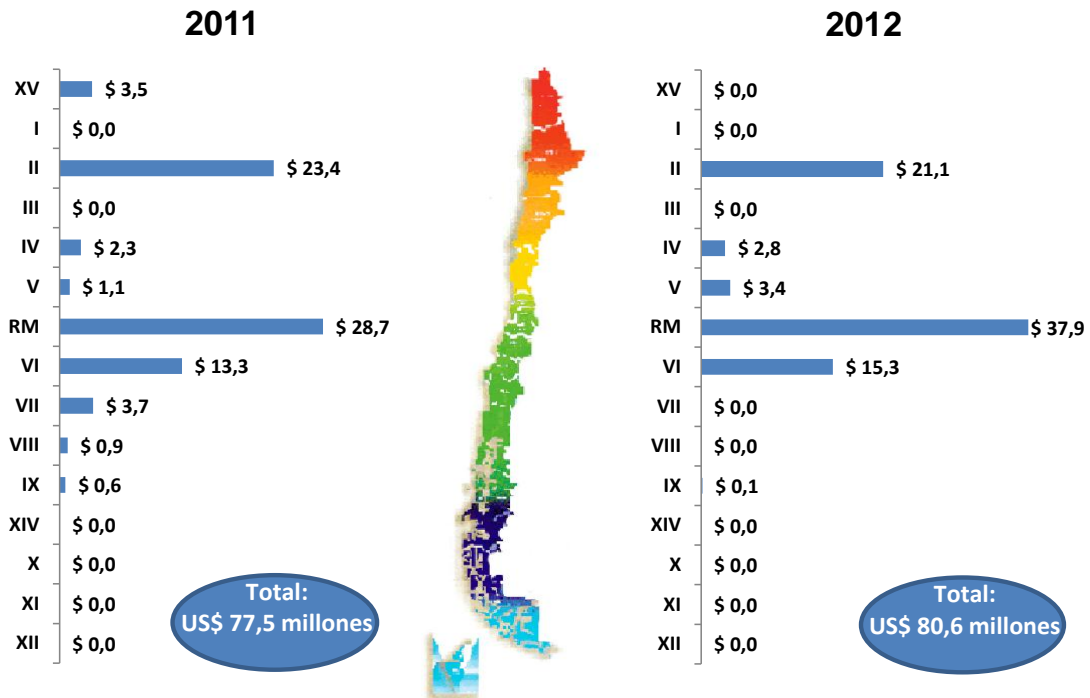 2011
XV $ 3,5
I $ 0,0
II $ 23,4
III $ 0,0
IV $ 2,3
V $ 1,1
RM $ 28,7
VI $ 13,3
VII $ 3,7
VIII $ 0,9
IX $ 0,6
XIV $ 0,0
X $ 0,0
XI $ 0,0
XII $ 0,0
Total:
US$ 77,5 millones
2012
XV $ 0,0
I $ 0,0
II $ 21,1
III $ 0,0
IV $ 2,8
V $ 3,4
RM $ 37,9
VI $ 15,3
VII $ 0,0
VIII $ 0,0
IX $ 0,1
XIV $ 0,0
X $ 0,0
XI $ 0,0
XII $ 0,0
Total:
US$ 80,6 millones